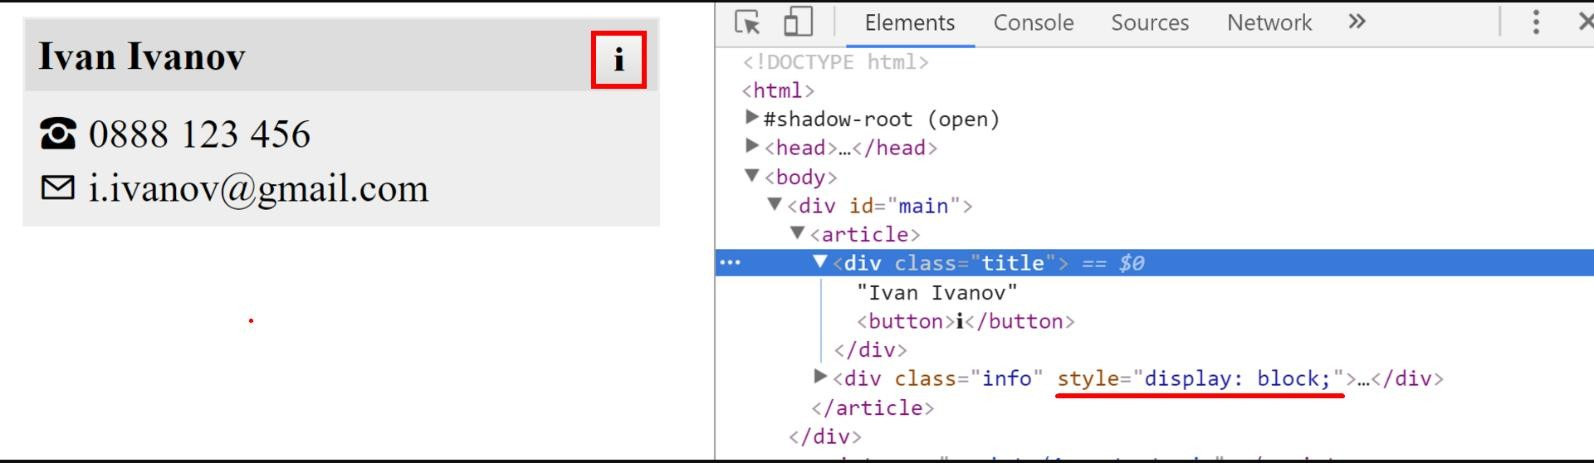 Ivan Ivanov
i
0888 123 456
i.ivanov@gmail.com
Elements Console Sources Network »
<!DOCTYPE html>
<html>
▶#shadow-root (open)
▶<head>…</head>
▼<body>
▼<div id="main">
▼<article>
… ▼<div class="title"> == $0
"Ivan Ivanov"
<button>ℹ</button>
</div>
▶<div class="info" style="display: block;">…</div>
</article>
</div>